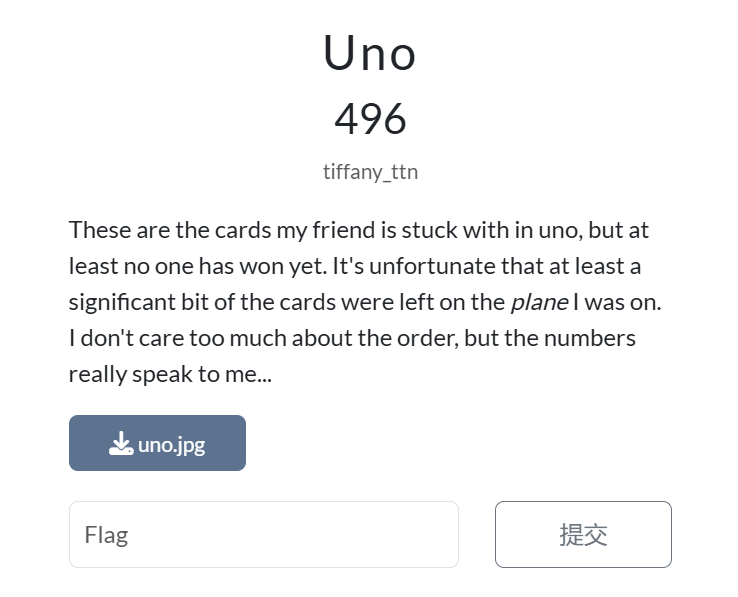 Uno
496
tiffany_ttn
These are the cards my friend is stuck with in uno, but at
least no one has won yet. It's unfortunate that at least a
significant bit of the cards were left on the plane I was on.
I don't care too much about the order, but the numbers
really speak to me...
uno.jpg
Flag
提交